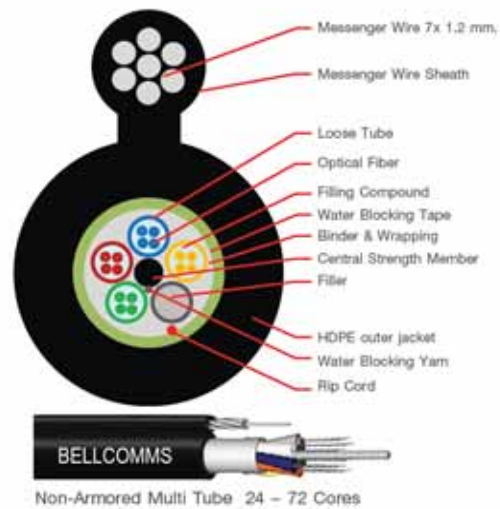 Messenger Wire 7x 1.2 mm.
Messenger Wire Sheath
Loose Tube
Optical Fiber
Filling Compound
Water Blocking Tape
Binder & Wrapping
Central Strength Member
Filler
HDPE outer jacket
Water Blocking Yarn
Rip Cord
BELLCOMMS
Non-Armored Multi Tube 24 – 72 Cores